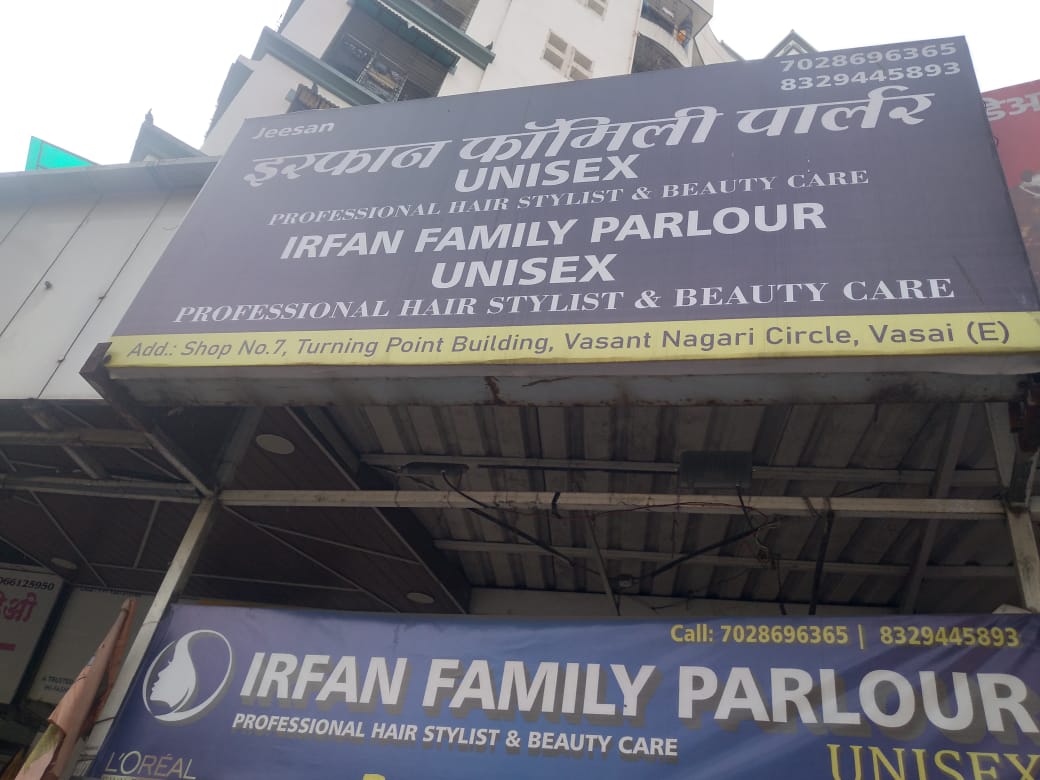 7028696365
8329445893
Jeesan
इरफान फॉमिली पार्लर
UNISEX
PROFESSIONAL HAIR STYLIST & BEAUTY CARE
IRFAN FAMILY PARLOUR
UNISEX
PROFESSIONAL HAIR STYLIST & BEAUTY CARE
Add.: Shop No.7, Turning Point Building, Vasant Nagari Circle, Vasai (E)
Call: 7028696365 | 8329445893
IRFAN FAMILY PARLOUR
PROFESSIONAL HAIR STYLIST & BEAUTY CARE
UNISEX
L'ORÉAL
066125950
A TRUSTED